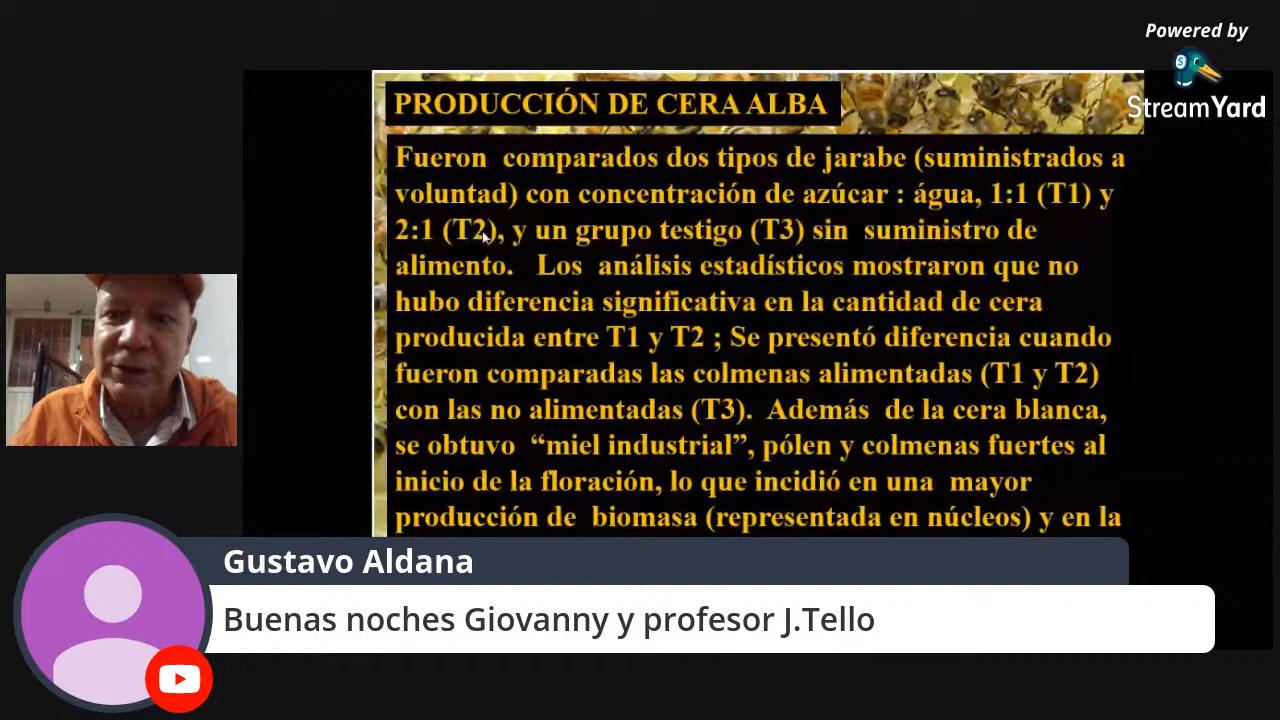 Powered by
StreamYard
PRODUCCIÓN DE CERA ALBA
Fueron comparados dos tipos de jarabe (suministrados a
voluntad) con concentración de azúcar : água, 1:1 (T1) y
2:1 (T2), y un grupo testigo (T3) sin suministro de
alimento. Los análisis estadísticos mostraron que no
hubo diferencia significativa en la cantidad de cera
producida entre T1 y T2 ; Se presentó diferencia cuando
fueron comparadas las colmenas alimentadas (T1 y T2)
con las no alimentadas (T3). Además de la cera blanca,
se obtuvo “miel industrial”, pólen y colmenas fuertes al
inicio de la floración, lo que incidió en una mayor
producción de biomasa (representada en núcleos) y en la
Gustavo Aldana
Buenas noches Giovanny y profesor J.Tello